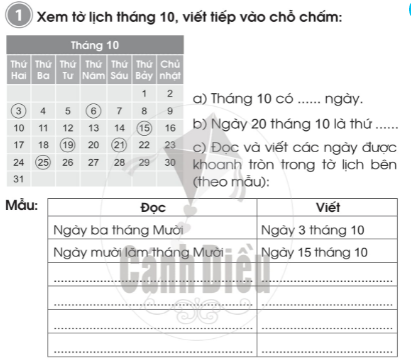 1 Xem tờ lịch tháng 10, viết tiếp vào chỗ chấm:
Tháng 10
Thứ Hai Thứ Ba Thứ Tư Thứ Năm Thứ Sáu Thứ Bảy Chủ nhật
1 2
3 4 5 6 7 8 9
10 11 12 13 14 15 16
17 18 19 20 21 22 23
24 25 26 27 28 29 30
31
a) Tháng 10 có ...... ngày.
b) Ngày 20 tháng 10 là thứ ......
c) Đọc và viết các ngày được
khoanh tròn trong tờ lịch bên
(theo mẫu):
Mẫu:
Đọc Viết
Ngày ba tháng Mười Ngày 3 tháng 10
Ngày mười lăm tháng Mười Ngày 15 tháng 10
Cánh Diều